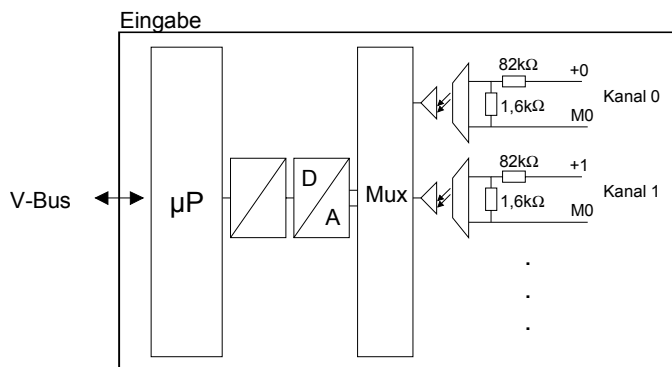 Eingabe
82kΩ
+0
Kanal 0
1,6kΩ
M0
82kΩ
+1
Kanal 1
1,6kΩ
M0
V-Bus
µP
D
A
Mux
.
.
.